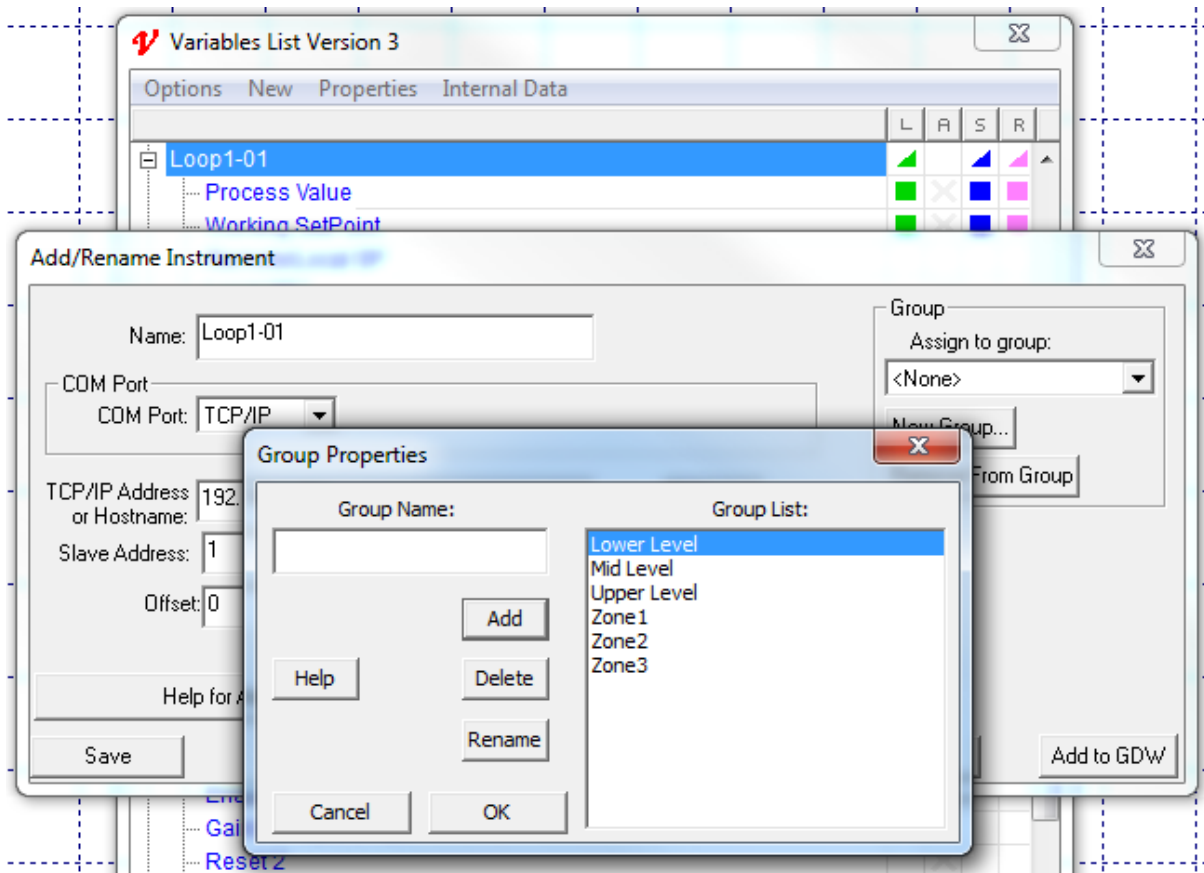 Variables List Version 3
Options New Properties Internal Data
L A S R
Loop1-01
Process Value
Working SetPoint
Add/Rename Instrument
Name: Loop1-01
COM Port
COM Port: TCP/IP
Group
Assign to group:
<None>
New Group...
From Group
TCP/IP Address
or Hostname:
192.
Slave Address: 1
Offset: 0
Help for
Save
Add to GDW
Group Properties
Group Name:
Group List:
Lower Level
Mid Level
Upper Level
Zone1
Zone2
Zone3
Add
Help
Delete
Rename
Cancel
OK
Reset 2